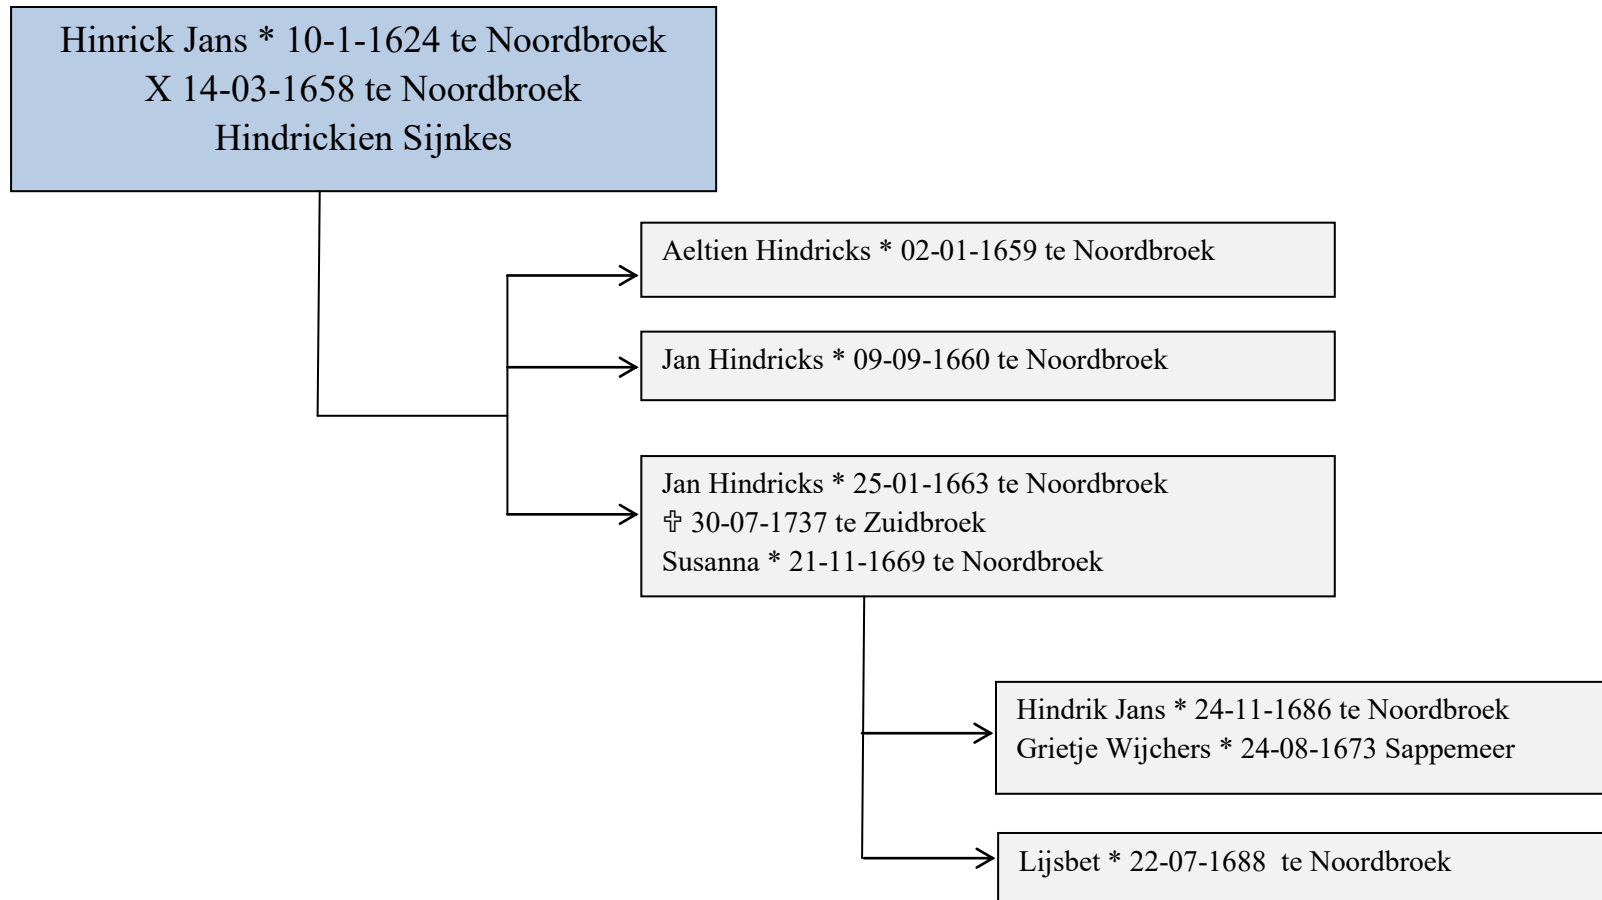 Hinrick Jans * 10-1-1624 te Noordbroek
X 14-03-1658 te Noordbroek
Hindrickien Sijnkes
Aeltien Hindricks * 02-01-1659 te Noordbroek
Jan Hindricks * 09-09-1660 te Noordbroek
Jan Hindricks * 25-01-1663 te Noordbroek
✞ 30-07-1737 te Zuidbroek
Susanna * 21-11-1669 te Noordbroek
Hindrik Jans * 24-11-1686 te Noordbroek
Grietje Wijchers * 24-08-1673 Sappemeer
Lijsbet * 22-07-1688  te Noordbroek